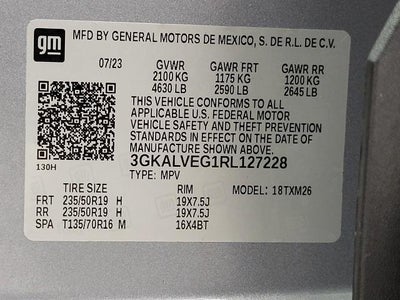 gm MFD BY GENERAL MOTORS DE MEXICO, S. DE R.L. DE C.V.
07/23 GVWR GAWR FRT GAWR RR
2100 KG 1175 KG 1200 KG
4630 LB 2590 LB 2645 LB
THIS VEHICLE CONFORMS TO ALL
APPLICABLE U.S. FEDERAL MOTOR
VEHICLE SAFETY AND THEFT PREVENTION
STANDARDS IN EFFECT ON THE DATE OF
MANUFACTURE SHOWN ABOVE.
130H 3GKALVEG1RL127228
TYPE: MPV
TIRE SIZE RIM MODEL: 18TXM26
FRT 235/50R19 H 19X7.5J
RR 235/50R19 H 19X7.5J
SPA T135/70R16 M 16X4BT